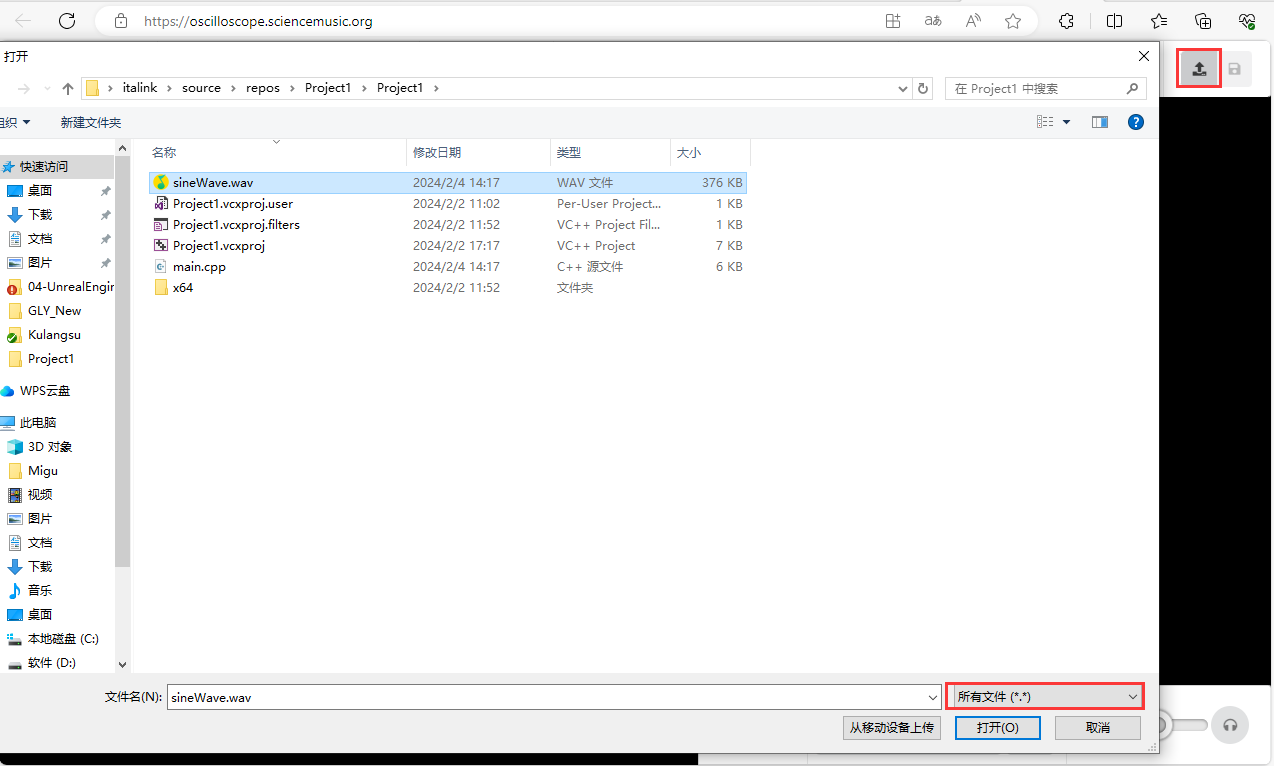 https://oscilloscope.sciencemusic.org
打开
italink › source › repos › Project1 › Project1 ›
在 Project1 中搜索
组织
新建文件夹
名称 修改日期 类型 大小
快速访问
桌面
下载
文档
图片
04-UnrealEngin
GLY_New
Kulangsu
Project1
WPS云盘
此电脑
3D 对象
Migu
视频
图片
文档
下载
音乐
桌面
本地磁盘 (C:)
软件 (D:)
sineWave.wav 2024/2/4 14:17 WAV 文件 376 KB
Project1.vcxproj.user 2024/2/2 11:02 Per-User Project... 1 KB
Project1.vcxproj.filters 2024/2/2 11:52 VC++ Project Fil... 1 KB
Project1.vcxproj 2024/2/2 17:17 VC++ Project 7 KB
main.cpp 2024/2/4 14:17 C++ 源文件 6 KB
x64 2024/2/2 11:52 文件夹
文件名(N): sineWave.wav
所有文件 (*.*)
从移动设备上传 打开(O) 取消